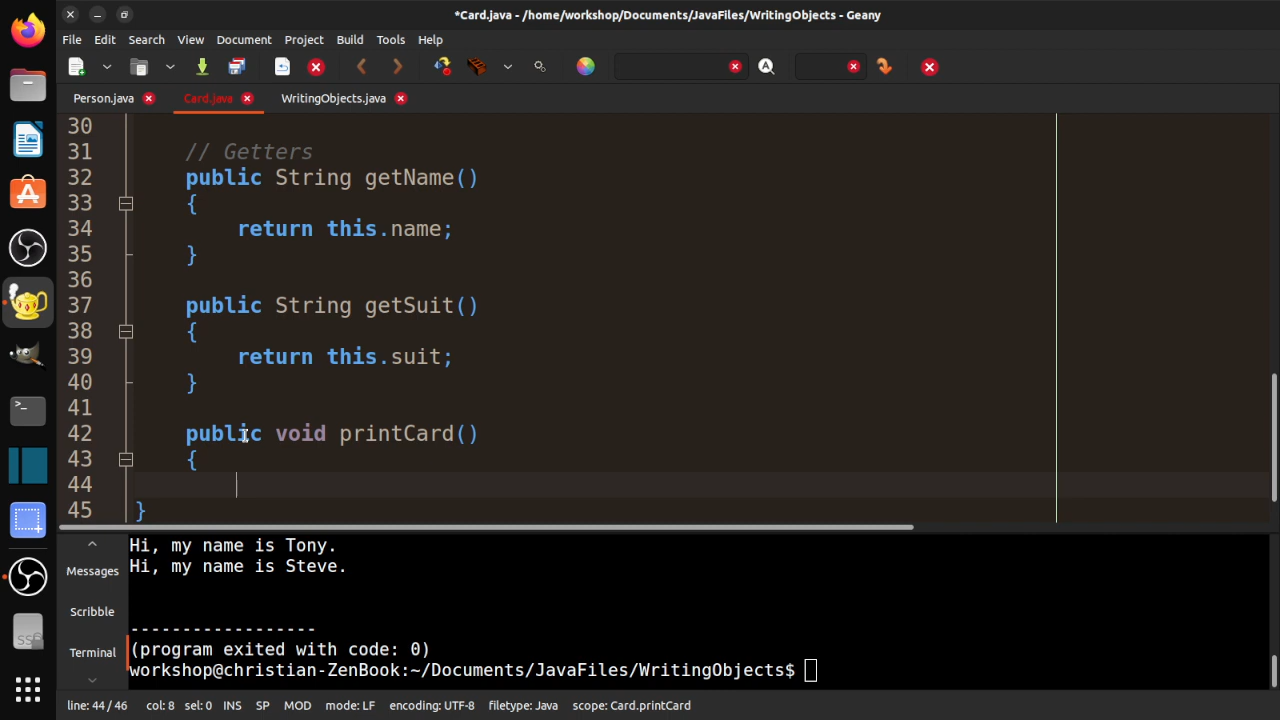 *Card.java - /home/workshop/Documents/JavaFiles/WritingObjects - Geany
File Edit Search View Document Project Build Tools Help
Person.java Card.java WritingObjects.java
30
31 // Getters
32 public String getName()
33 {
34 return this.name;
35 }
36
37 public String getSuit()
38 {
39 return this.suit;
40 }
41
42 public void printCard()
43 {
44
45 }
Messages
Scribble
Terminal
Hi, my name is Tony.
Hi, my name is Steve.
-----------------
(program exited with code: 0)
workshop@christian-ZenBook:~/Documents/JavaFiles/WritingObjects$
line: 44 / 46 col: 8 sel: 0 INS SP MOD mode: LF encoding: UTF-8 filetype: Java scope: Card.printCard